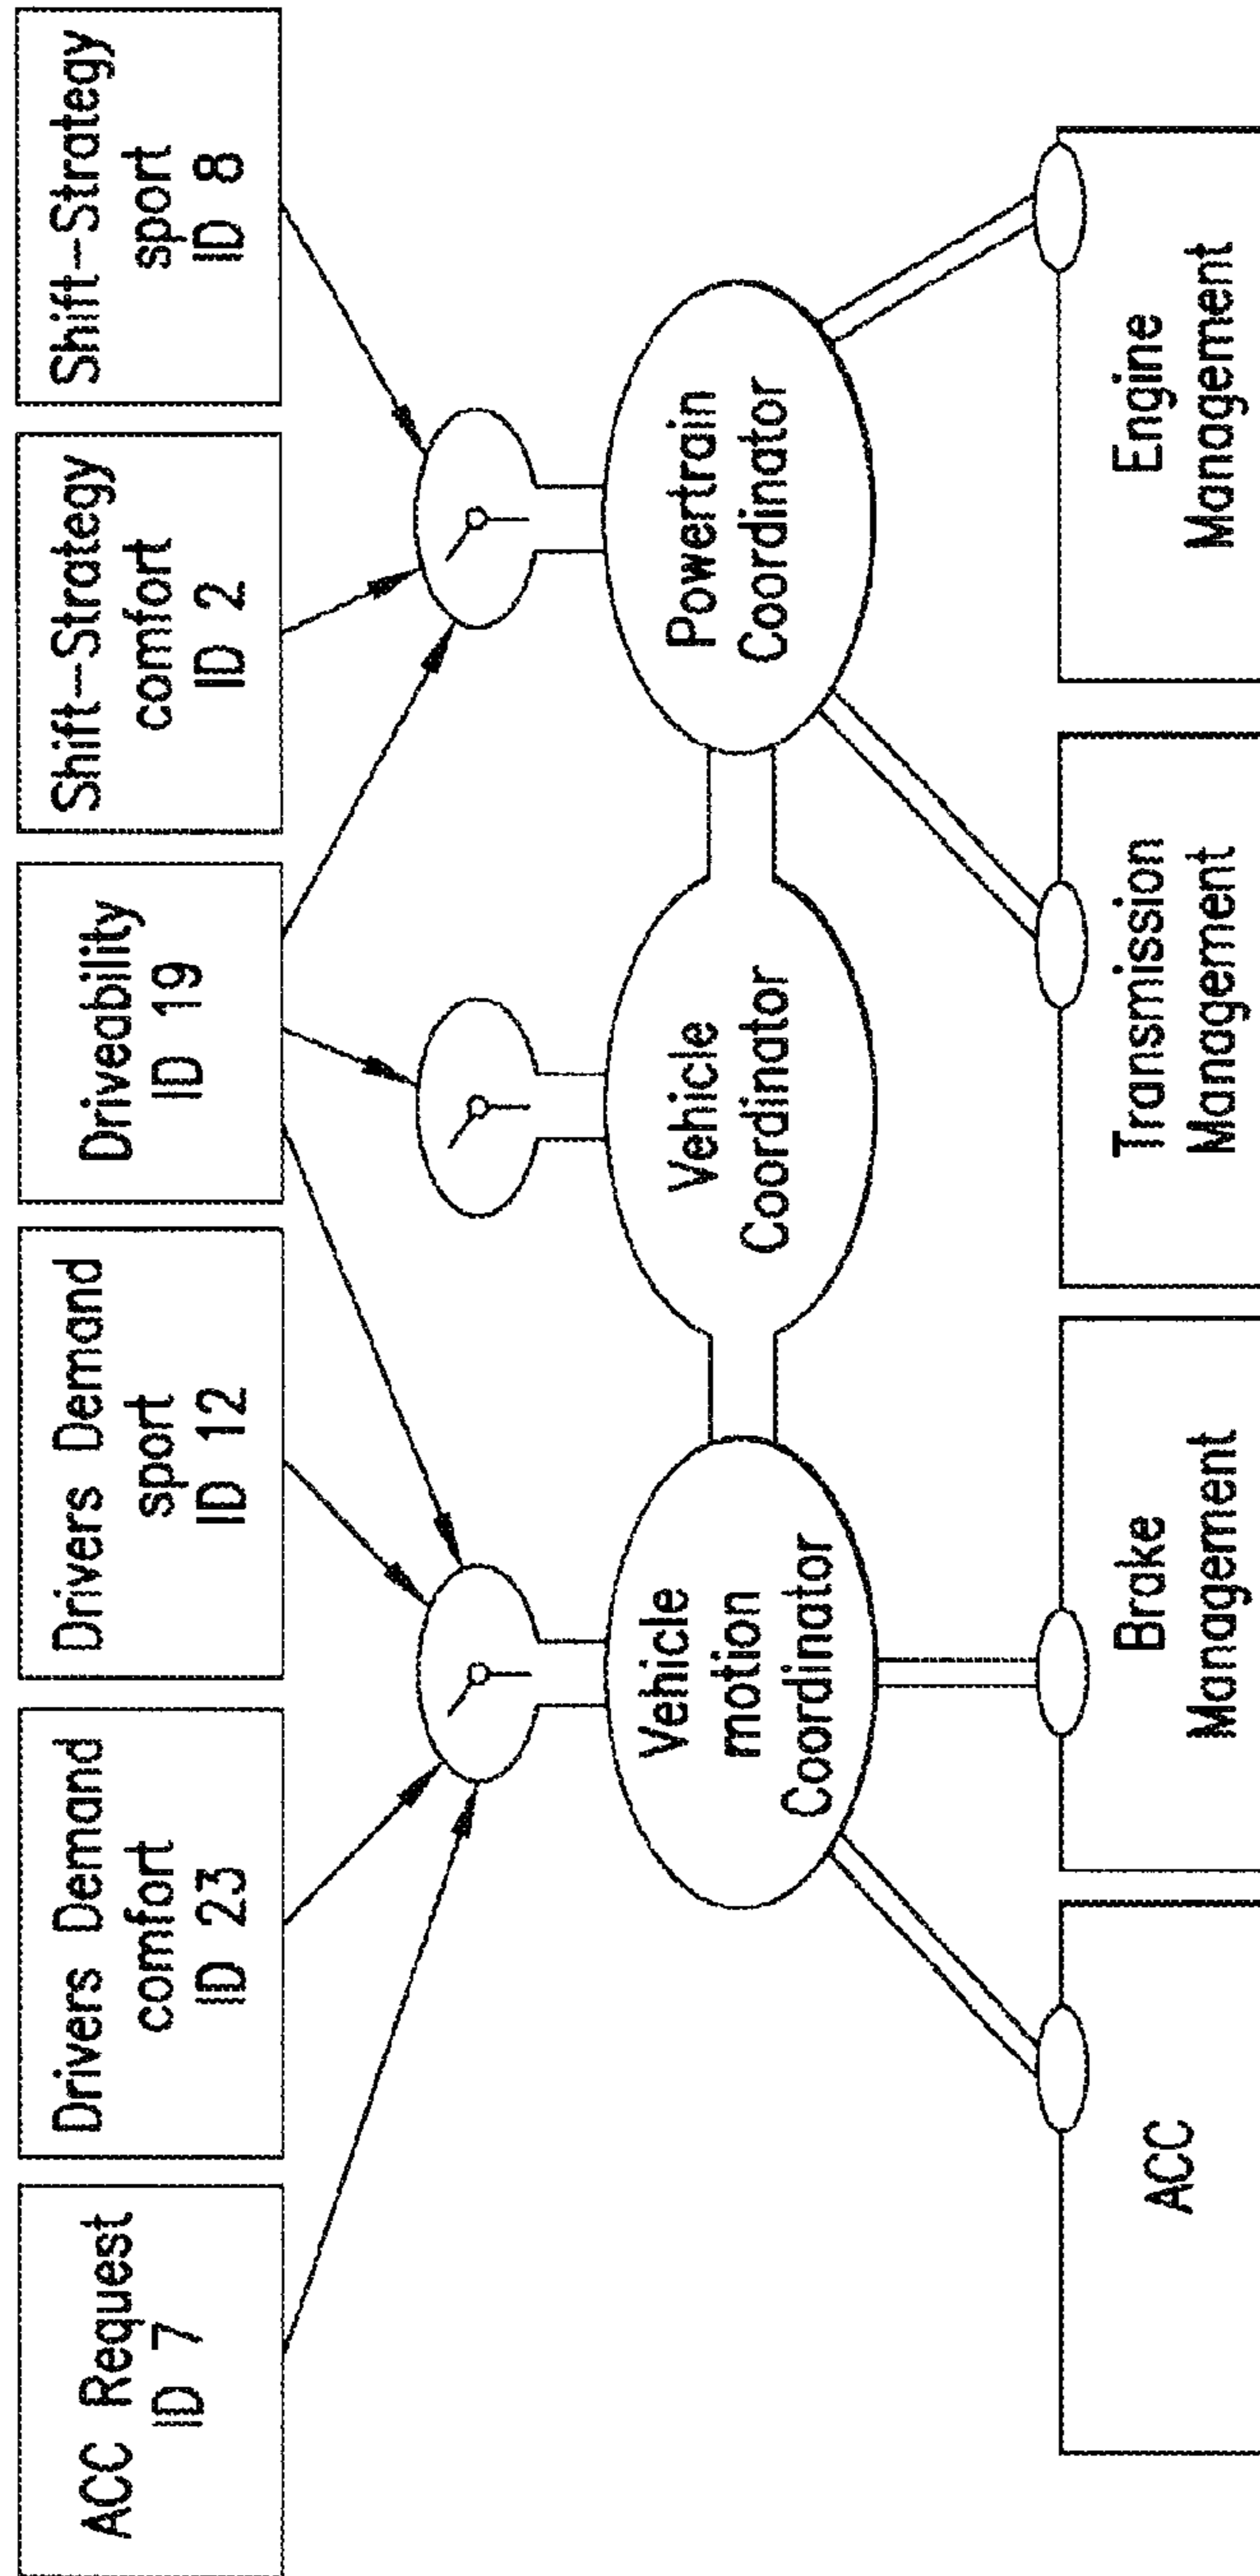 ACC Request
ID 7
Drivers Demand
comfort
ID 23
Drivers Demand
sport
ID 12
Driveability
ID 19
Shift-Strategy
comfort
ID 2
Shift-Strategy
sport
ID 8
Vehicle
motion
Coordinator
Vehicle
Coordinator
Powertrain
Coordinator
ACC
Brake
Management
Transmission
Management
Engine
Management